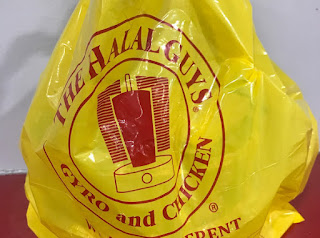 THE HALAL GUYS
GYRO and CHICKEN
®